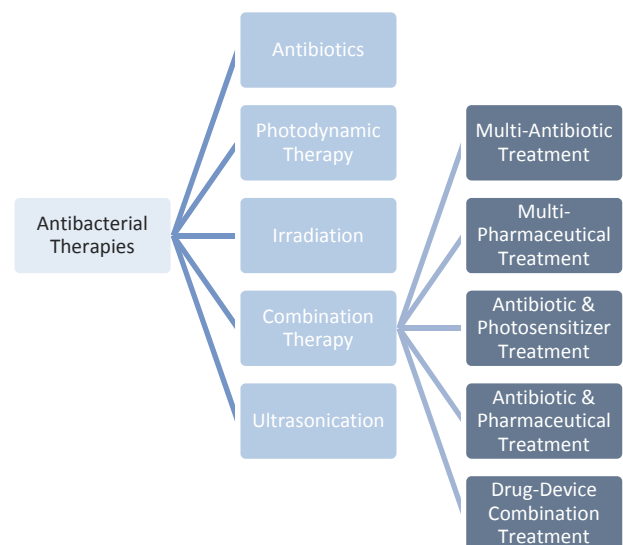 Antibacterial
Therapies
Antibiotics
Photodynamic
Therapy
Irradiation
Combination
Therapy
Ultrasonication
Multi-Antibiotic
Treatment
Multi-
Pharmaceutical
Treatment
Antibiotic &
Photosensitizer
Treatment
Antibiotic &
Pharmaceutical
Treatment
Drug-Device
Combination
Treatment